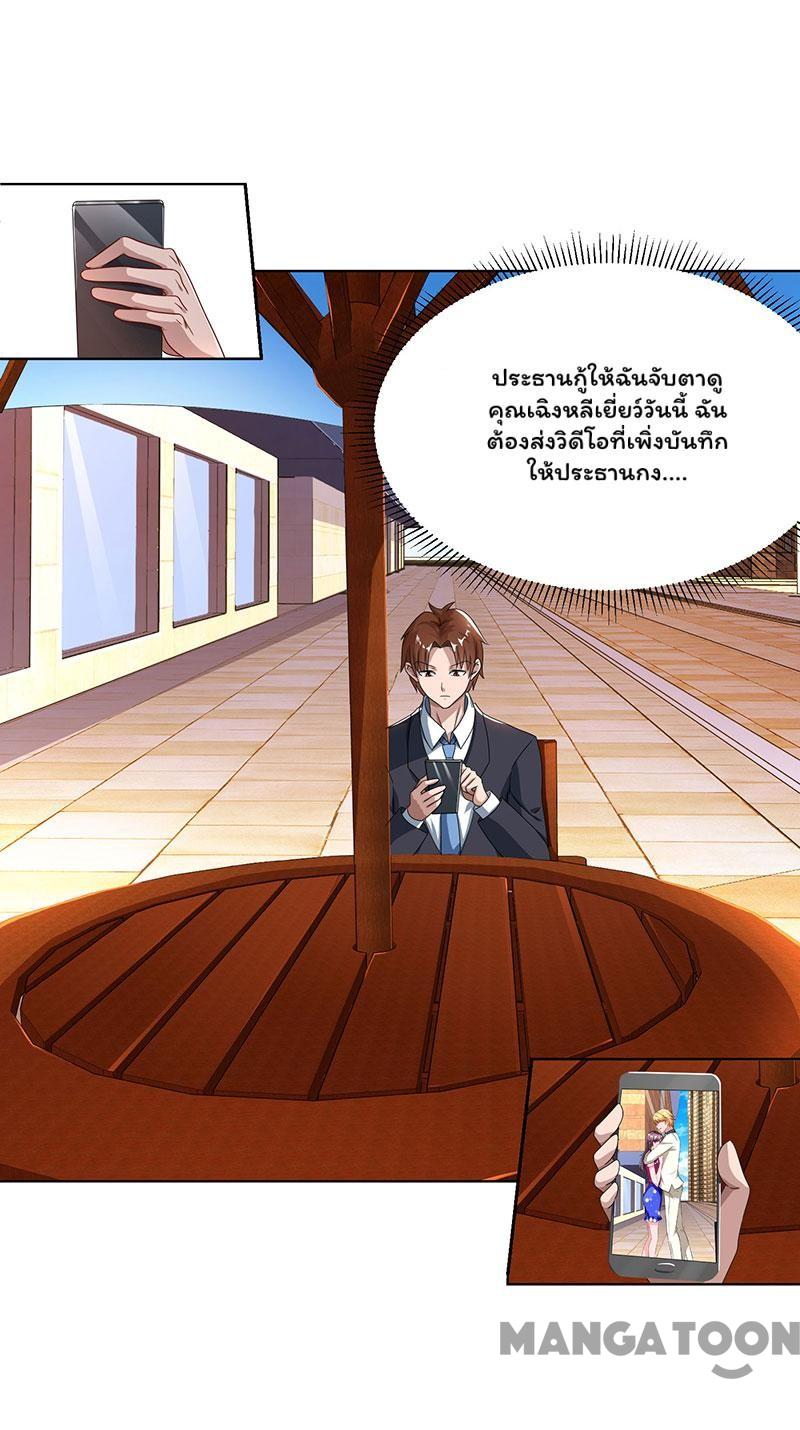 ประธานกู้ให้ฉันจับตาดู
คุณเฉิงหลีเยี่ยว์วันนี้ ฉัน
ต้องส่งวิดีโอที่เพิ่งบันทึก
ให้ประธานกง....
MANGATOON